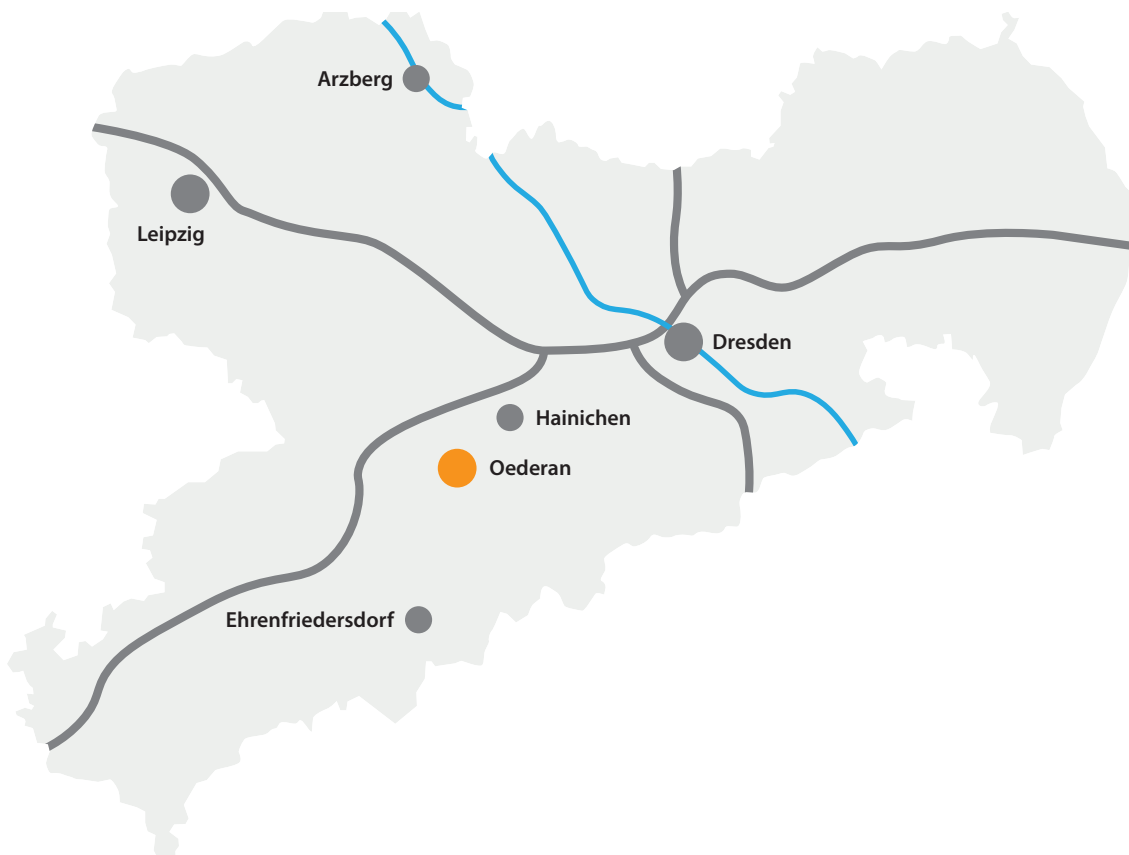 Arzberg
Leipzig
Dresden
Hainichen
Oederan
Ehrenfriedersdorf